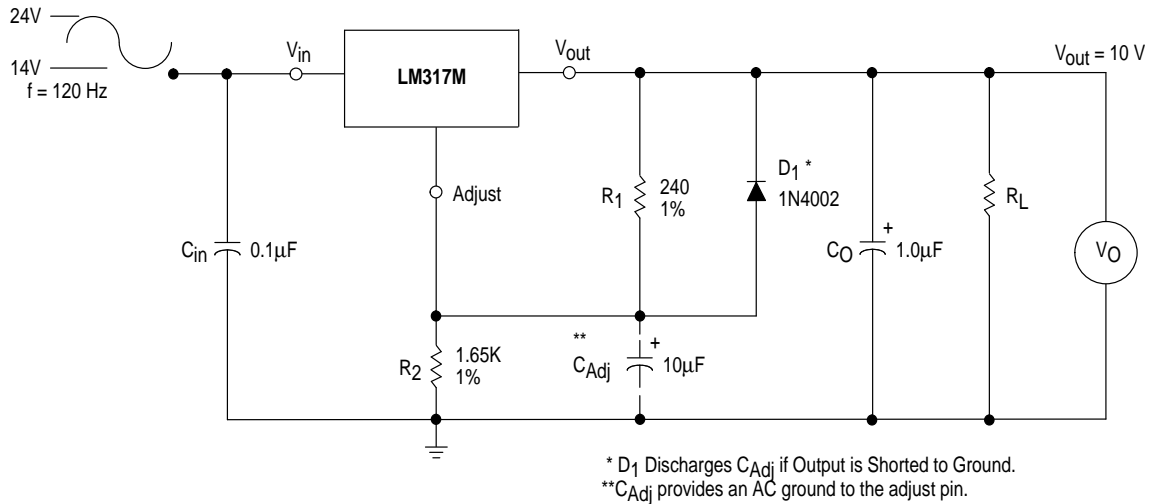 24V
14V
f = 120 Hz
Vin
LM317M
Vout
Vout = 10 V
Adjust
Cin
0.1µF
R1
240
1%
D1 *
1N4002
CO
+
1.0µF
RL
VO
R2
1.65K
1%
**
CAdj
+
10µF
* D1 Discharges CAdj if Output is Shorted to Ground.
**CAdj provides an AC ground to the adjust pin.